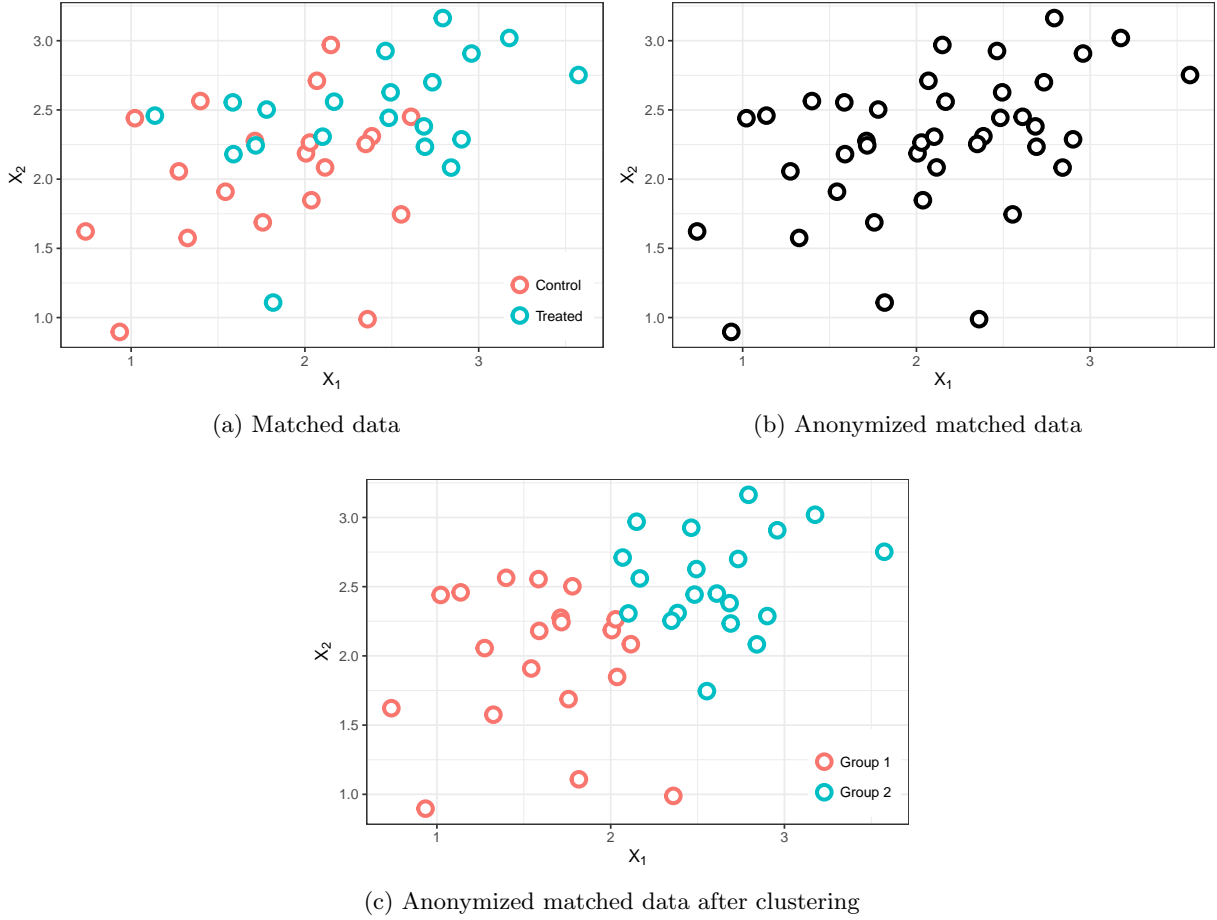 3.0
2.5
2.0
1.5
1.0
X2
Control
Treated
1
2
3
X1
(a) Matched data
3.0
2.5
2.0
1.5
1.0
X2
1
2
3
X1
(b) Anonymized matched data
3.0
2.5
2.0
1.5
1.0
X2
Group 1
Group 2
1
2
3
X1
(c) Anonymized matched data after clustering